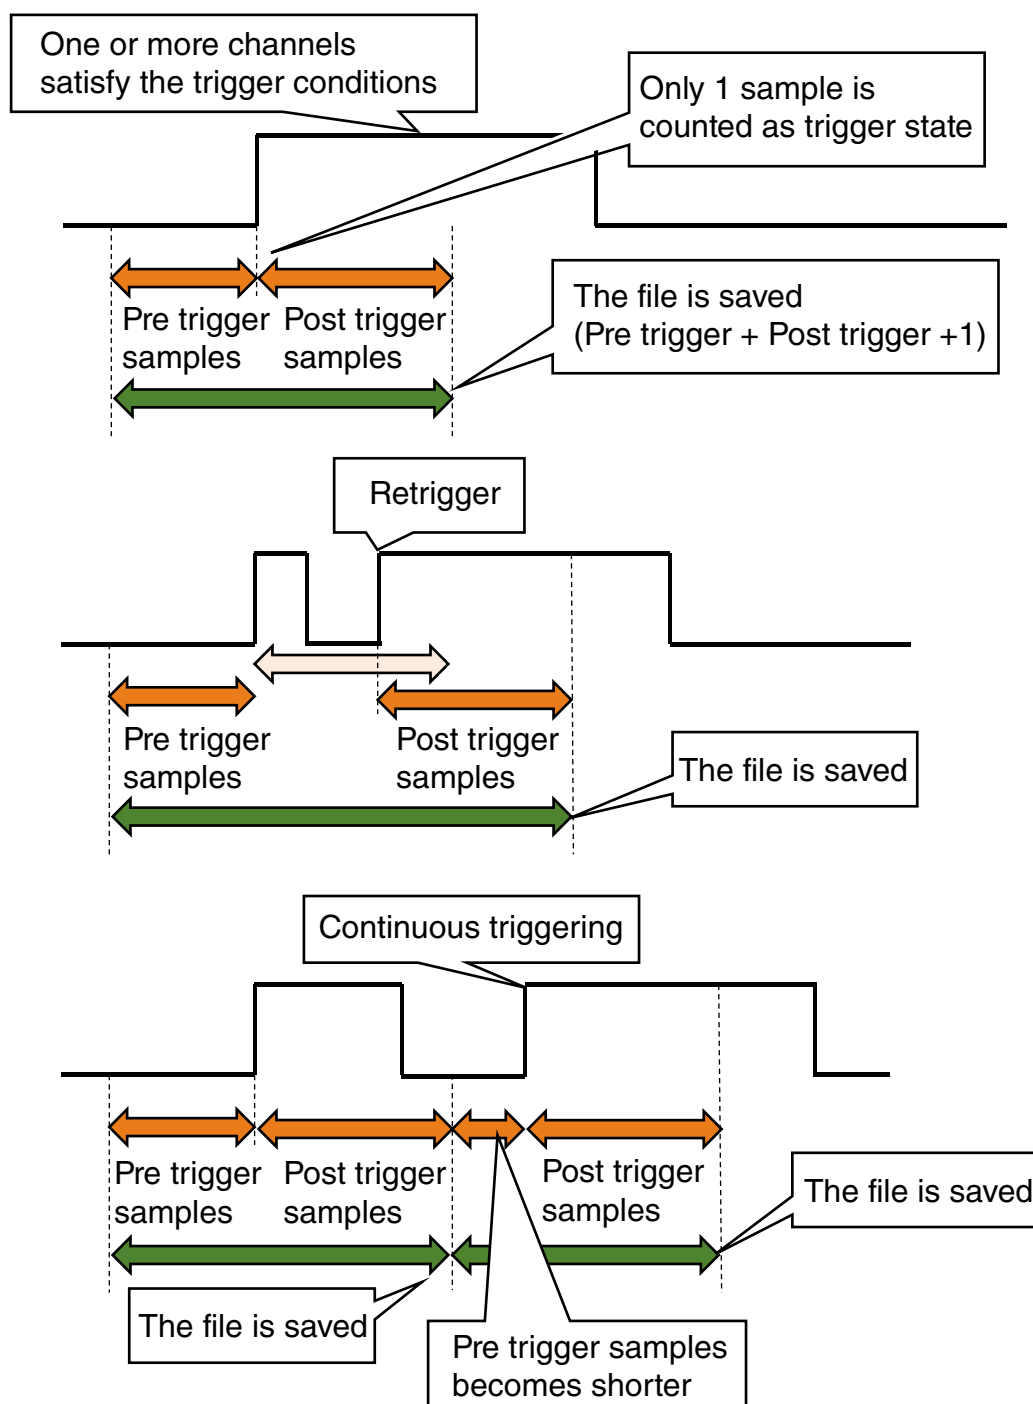 One or more channels
satisfy the trigger conditions
Only 1 sample is
counted as trigger state
Pre trigger
samples
Post trigger
samples
The file is saved
(Pre trigger + Post trigger +1)
Retrigger
Pre trigger
samples
Post trigger
samples
The file is saved
Continuous triggering
Pre trigger
samples
Post trigger
samples
Post trigger
samples
The file is saved
The file is saved
Pre trigger samples
becomes shorter